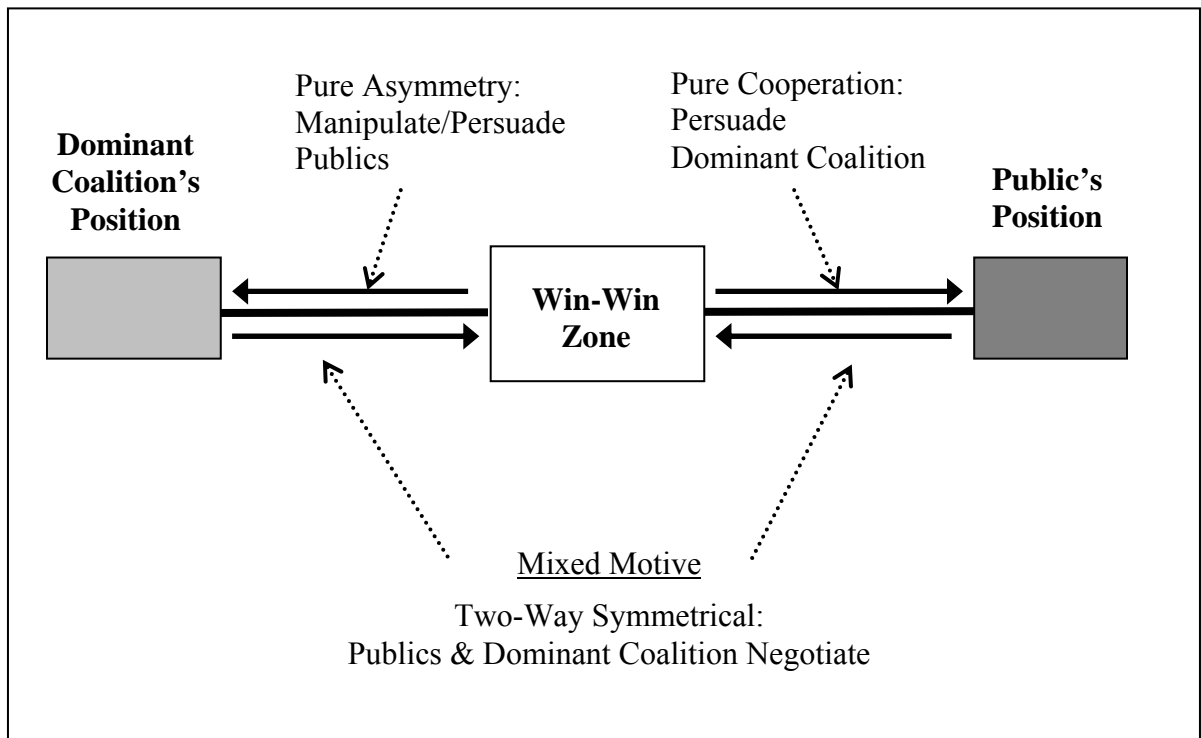 Pure Asymmetry:
Manipulate/Persuade
Publics
Pure Cooperation:
Persuade
Dominant Coalition
Dominant
Coalition’s
Position
Public’s
Position
Win-Win
Zone
Mixed Motive
Two-Way Symmetrical:
Publics & Dominant Coalition Negotiate